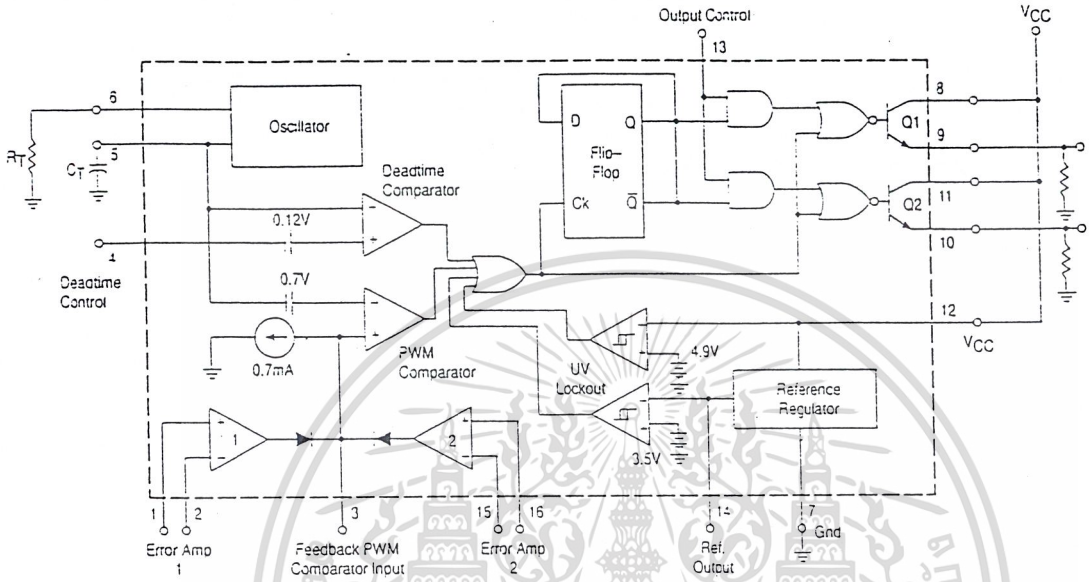 Output Control
VCC
13
6
Oscillator
RT
5
CT
D
Q
8
Q1
9
Flip-
Flop
Deadtime
Comparator
Ck
Q̅
11
Q2
10
0.12V
4
Deadtime
Control
0.7V
12
VCC
0.7mA
PWM
Comparator
UV
Lockout
4.9V
Reference
Regulator
1
2
3.5V
1
2
3
15
16
14
7
Gnd
Error Amp
1
Feedback PWM
Comparator Input
Error Amp
2
Ref.
Output